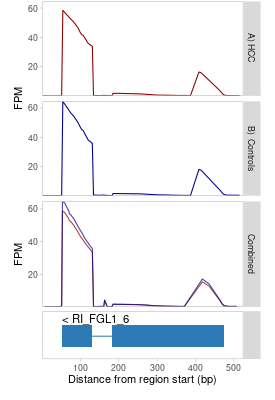 60
40
20
FPM
A) HCC
60
40
20
B) Controls
60
40
20
FPM
Combined
< RI_FGL1_6
100 200 300 400 500
Distance from region start (bp)